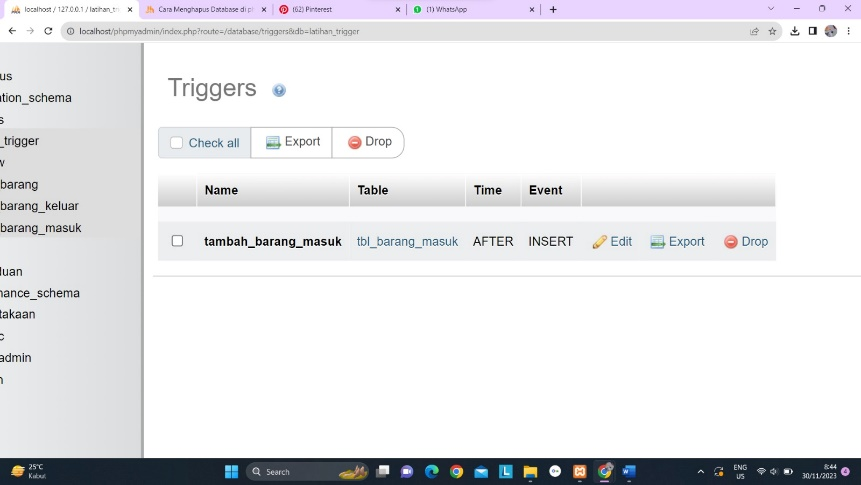 localhost / 127.0.0.1 / latihan_tri
Cara Menghapus Database di ph
(62) Pinterest
(1) WhatsApp
localhost/phpmyadmin/index.php?route=/database/triggers&db=latihan_trigger
us
ation_schema
s
_trigger
w
barang
barang_keluar
barang_masuk
luan
mance_schema
takaan
c
admin
n
Triggers
Check all Export Drop
Name Table Time Event
tambah_barang_masuk tbl_barang_masuk AFTER INSERT Edit Export Drop
25°C
Kabut
Search
ENG
US
8:44
30/11/2023
4